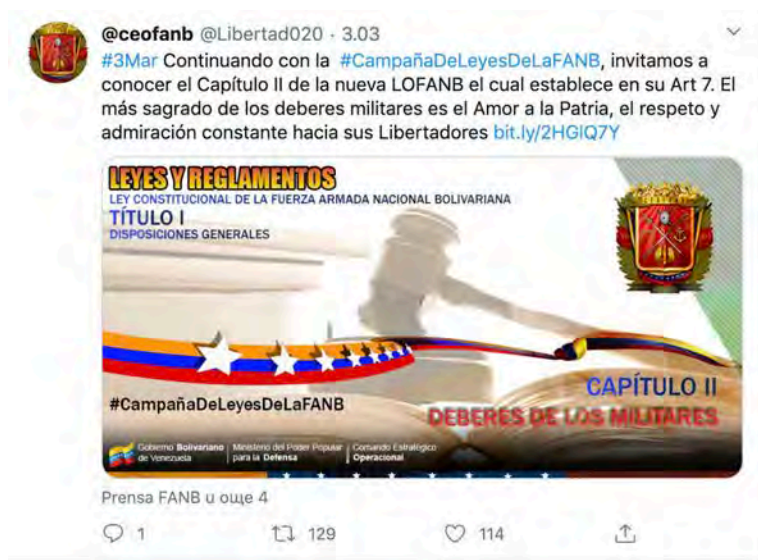 @ceofanb @Libertad020 · 3.03
#3Mar Continuando con la #CampañaDeLeyesDeLaFANB, invitamos a
conocer el Capítulo II de la nueva LOFANB el cual establece en su Art 7. El
más sagrado de los deberes militares es el Amor a la Patria, el respeto y
admiración constante hacia sus Libertadores bit.ly/2HGlQ7Y
LEYES Y REGLAMENTOS
LEY CONSTITUCIONAL DE LA FUERZA ARMADA NACIONAL BOLIVARIANA
TÍTULO I
DISPOSICIONES GENERALES
CAPÍTULO II
#CampañaDeLeyesDeLaFANB
DEBERES DE LOS MILITARES
Gobierno Bolivariano
de Venezuela
Ministerio del Poder Popular
para la Defensa
Comando Estratégico
Operacional
Prensa FANB и още 4
1
129
114